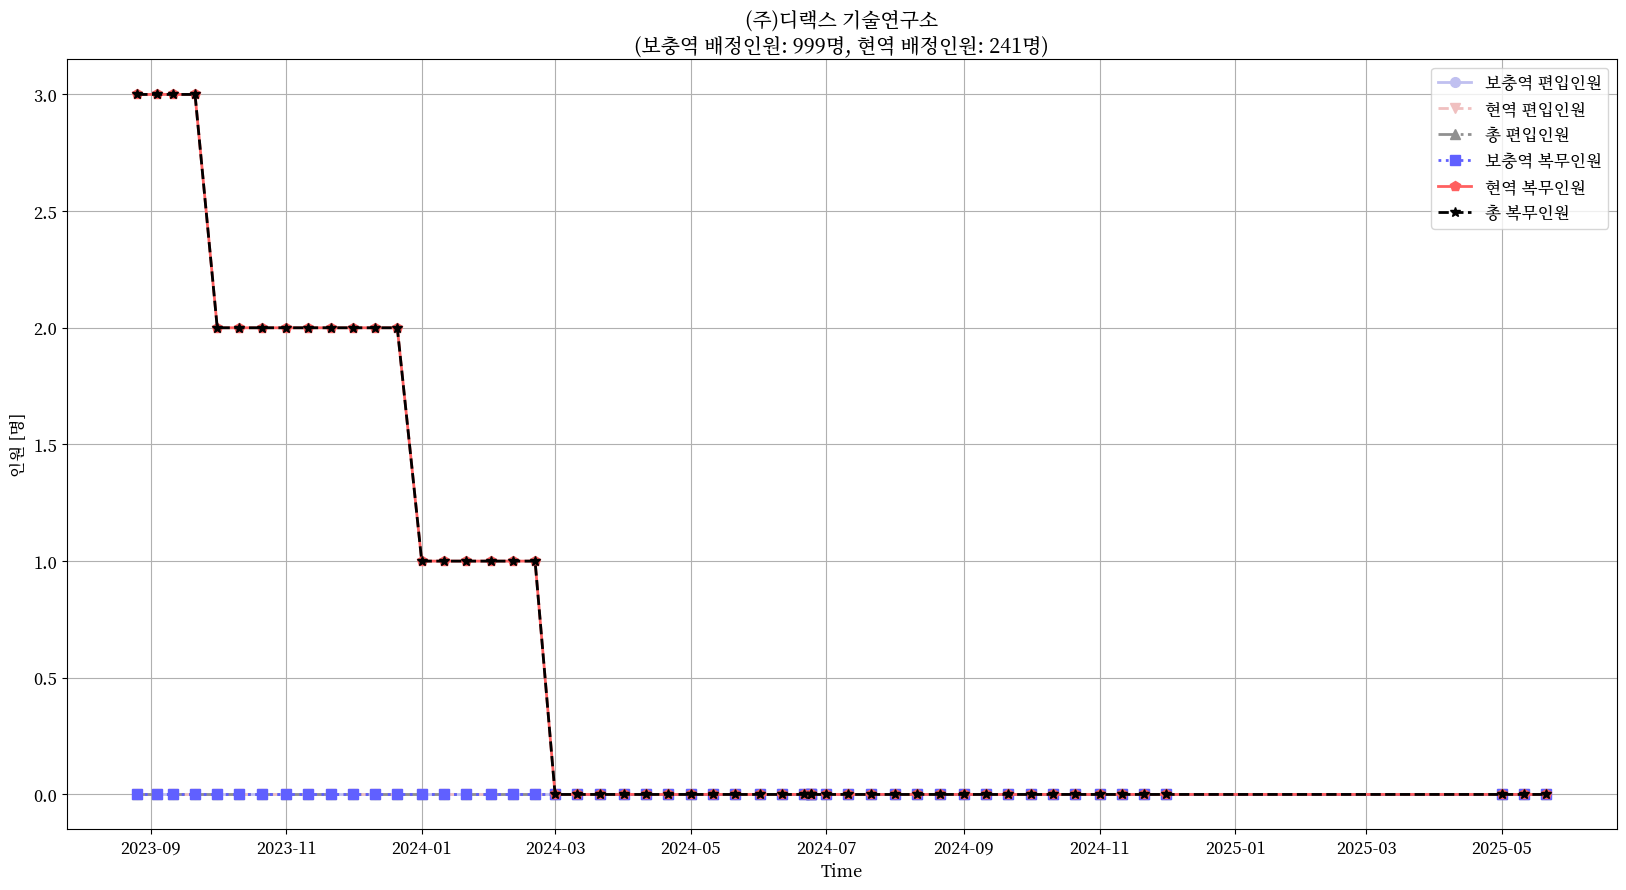 (주)디랙스 기술연구소
(보충역 배정인원: 999명, 현역 배정인원: 241명)
보충역 편입인원
현역 편입인원
총 편입인원
보충역 복무인원
현역 복무인원
총 복무인원
3.0
2.5
2.0
1.5
1.0
0.5
0.0
인원 [명]
2023-09
2023-11
2024-01
2024-03
2024-05
2024-07
2024-09
2024-11
2025-01
2025-03
2025-05
Time